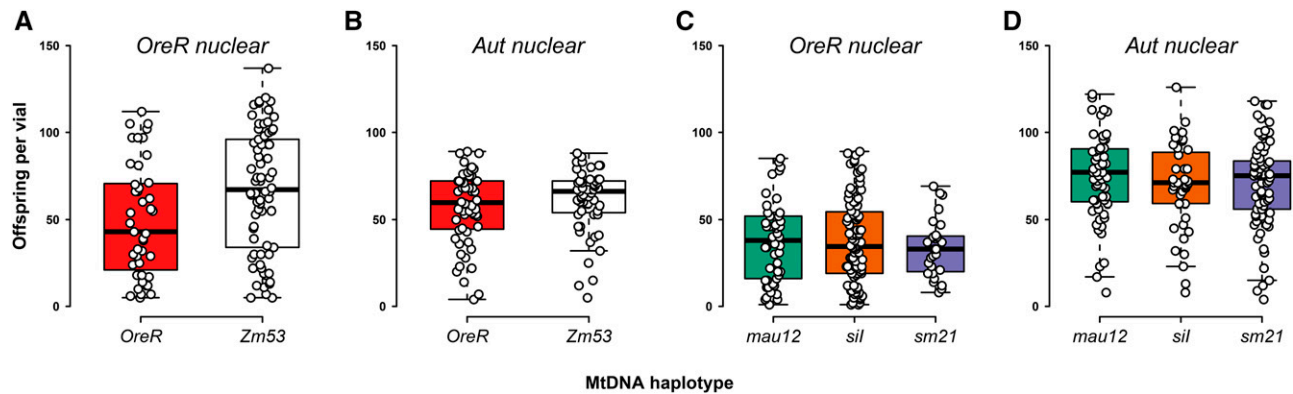 A
OreR nuclear
Offspring per vial
150
100
50
0
OreR
Zm53
B
Aut nuclear
150
100
50
0
OreR
Zm53
C
OreR nuclear
150
100
50
0
mau12
sil
sm21
D
Aut nuclear
150
100
50
0
mau12
sil
sm21
MtDNA haplotype